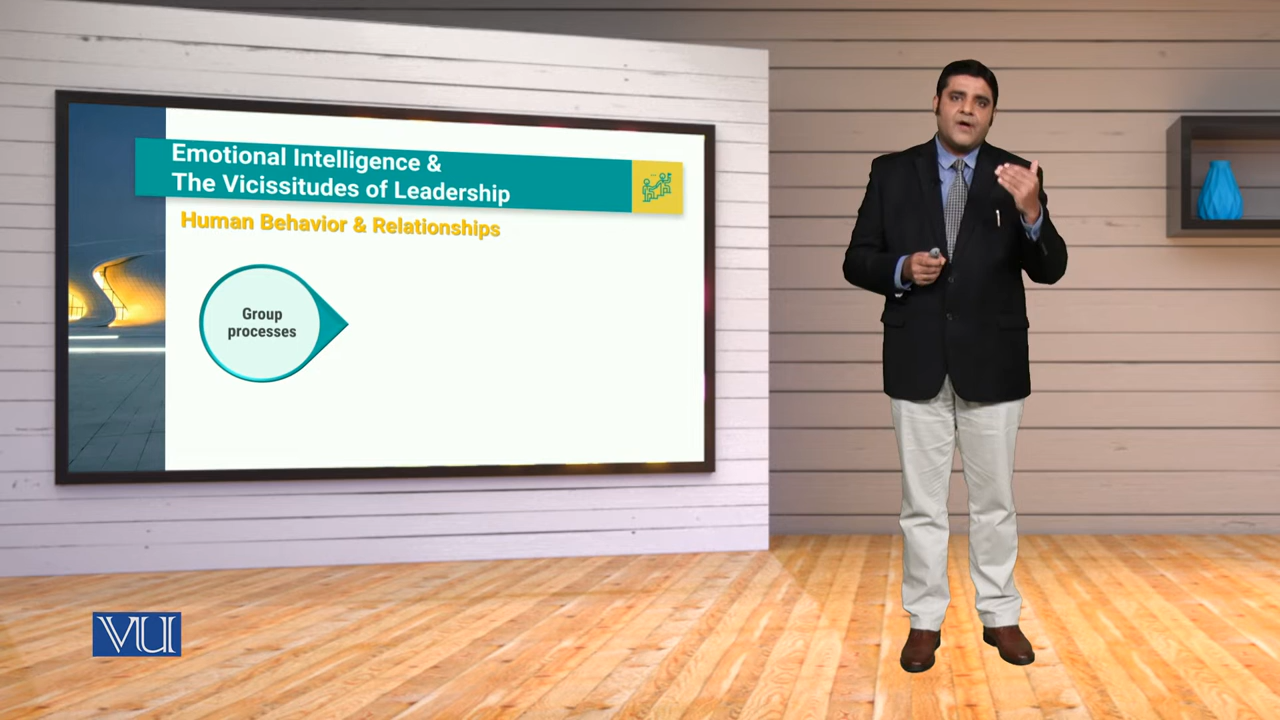 Emotional Intelligence &
The Vicissitudes of Leadership
Human Behavior & Relationships
Group
processes
VU